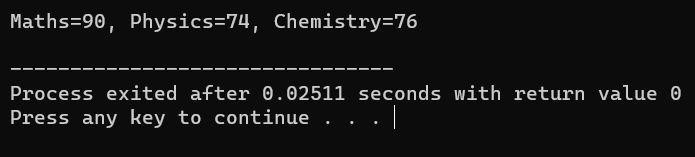 Maths=90, Physics=74, Chemistry=76
--------------------------------
Process exited after 0.02511 seconds with return value 0
Press any key to continue . . .